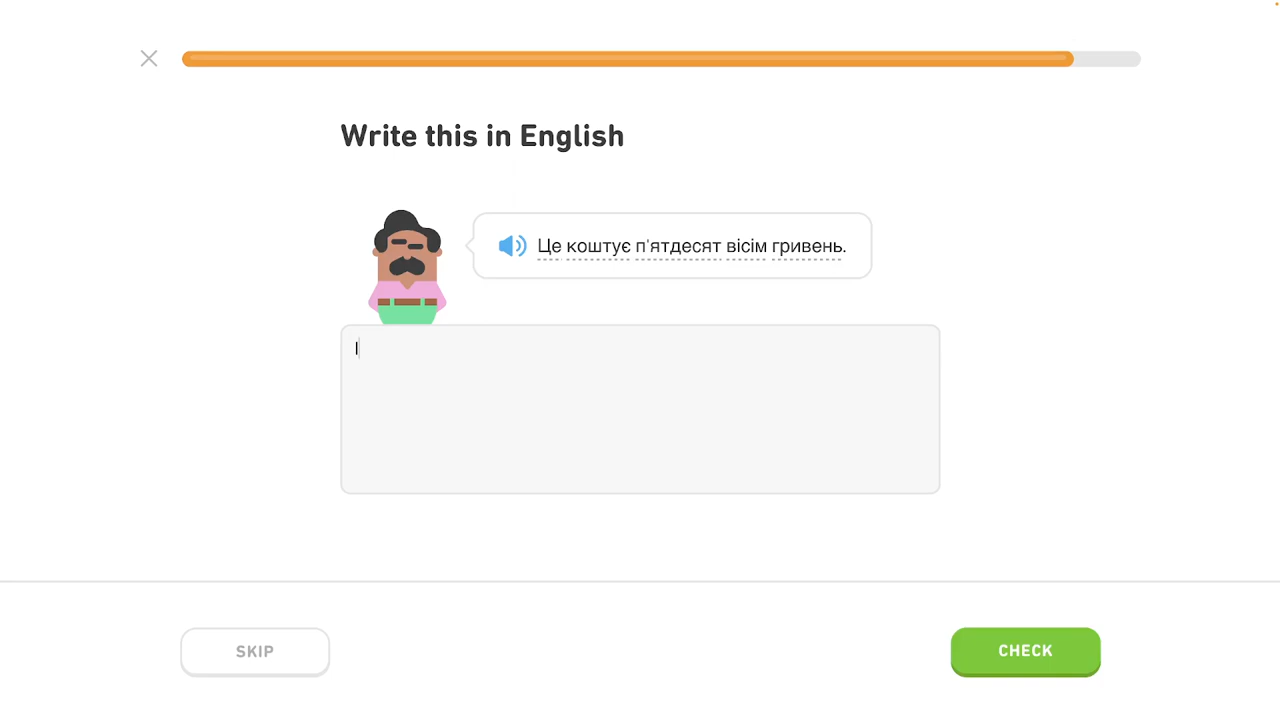 Write this in English
Це коштує п'ятдесят вісім гривень.
I
SKIP
CHECK